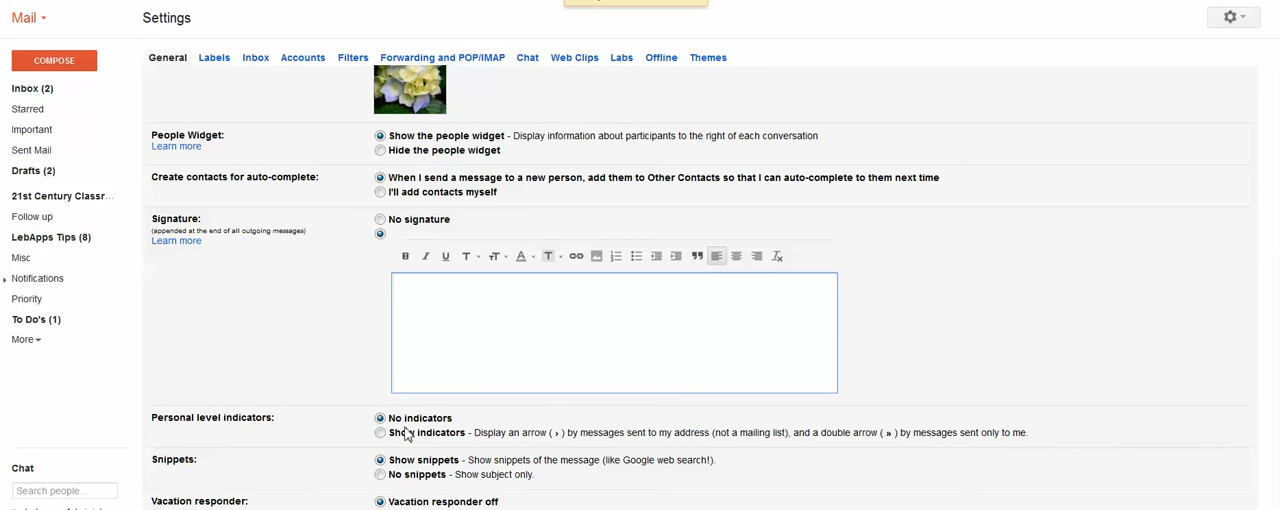 Mail
Settings
COMPOSE
General Labels Inbox Accounts Filters Forwarding and POP/IMAP Chat Web Clips Labs Offline Themes
Inbox (2)
Starred
Important
Sent Mail
Drafts (2)
21st Century Classr...
Follow up
LebApps Tips (8)
Misc
Notifications
Priority
To Do's (1)
More
Chat
Search people...
People Widget:
Learn more
Show the people widget - Display information about participants to the right of each conversation
Hide the people widget
Create contacts for auto-complete:
When I send a message to a new person, add them to Other Contacts so that I can auto-complete to them next time
I'll add contacts myself
Signature:
(appended at the end of all outgoing messages)
Learn more
No signature
B I U T TT A T
Personal level indicators:
No indicators
Show indicators - Display an arrow ( › ) by messages sent to my address (not a mailing list), and a double arrow ( » ) by messages sent only to me.
Snippets:
Show snippets - Show snippets of the message (like Google web search!).
No snippets - Show subject only.
Vacation responder:
Vacation responder off